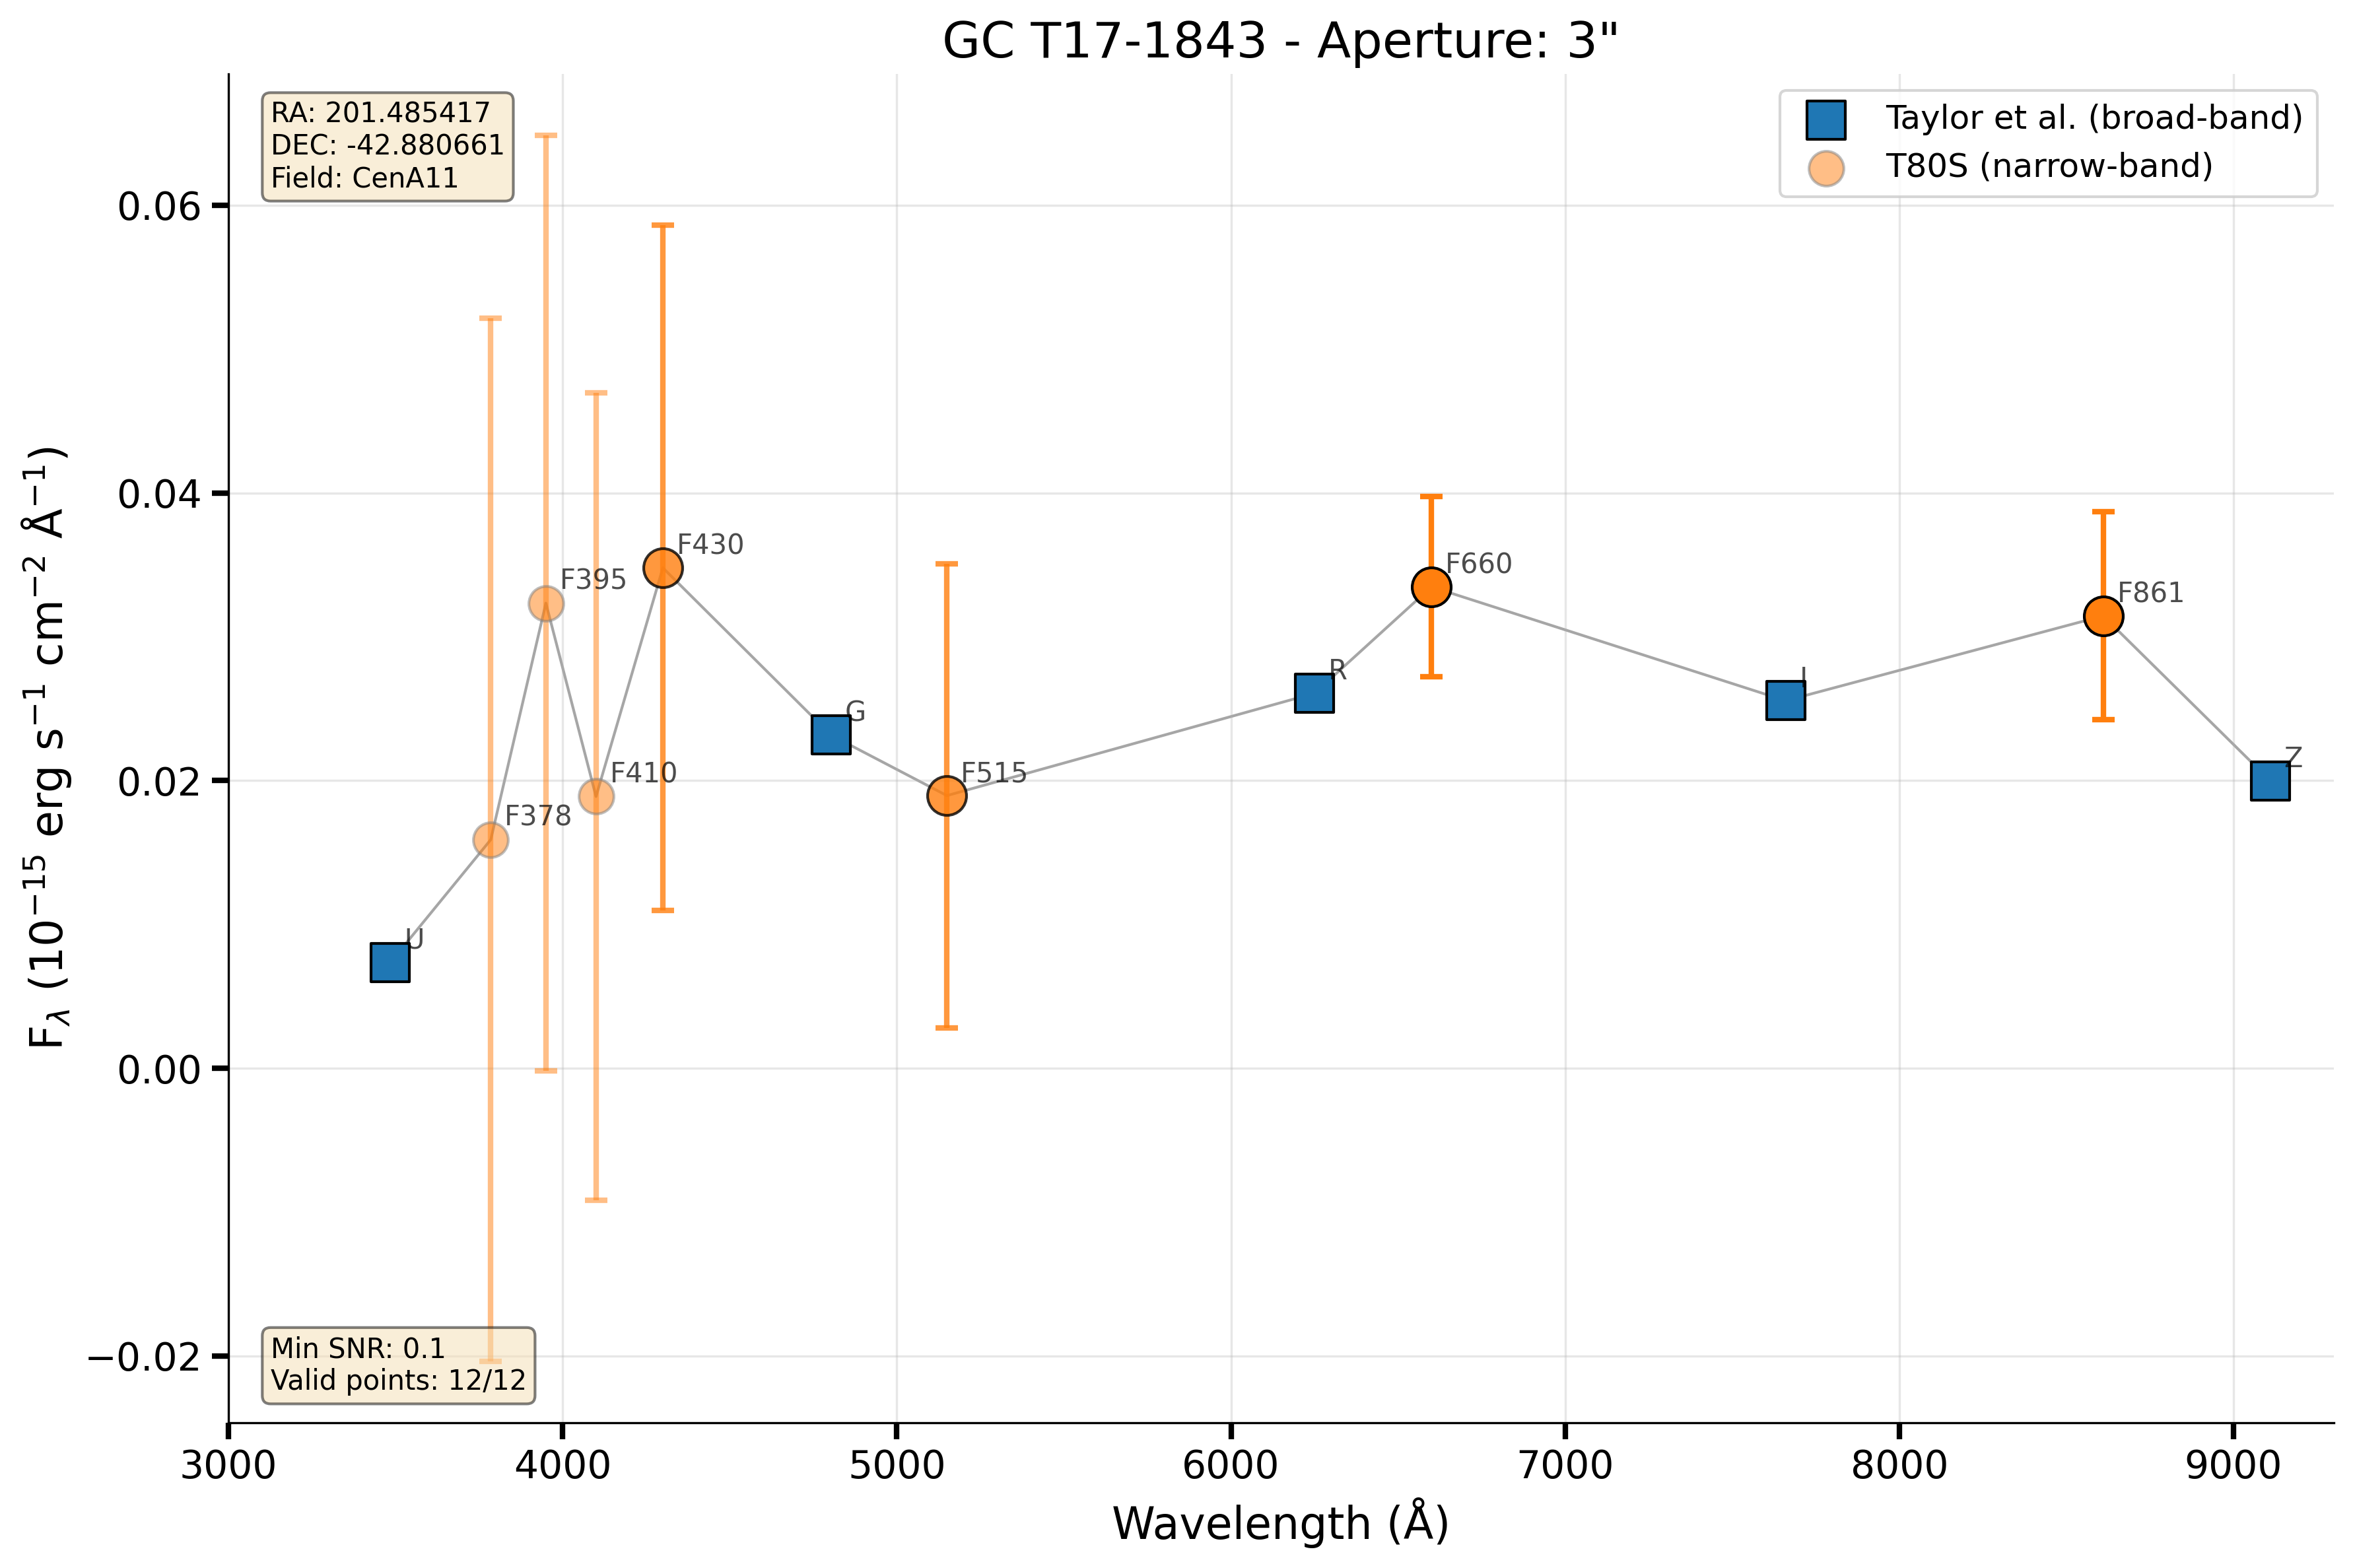 GC T17-1843 - Aperture: 3"
RA: 201.485417
DEC: -42.880661
Field: CenA11
Taylor et al. (broad-band)
T80S (narrow-band)
F$_{λ}$ (10$^{−15}$ erg s$^{−1}$ cm$^{−2}$ Å$^{−1}$)
0.06
0.04
0.02
0.00
−0.02
U
F378
F395
F410
F430
G
F515
R
F660
I
F861
Z
Min SNR: 0.1
Valid points: 12/12
3000 4000 5000 6000 7000 8000 9000
Wavelength (Å)